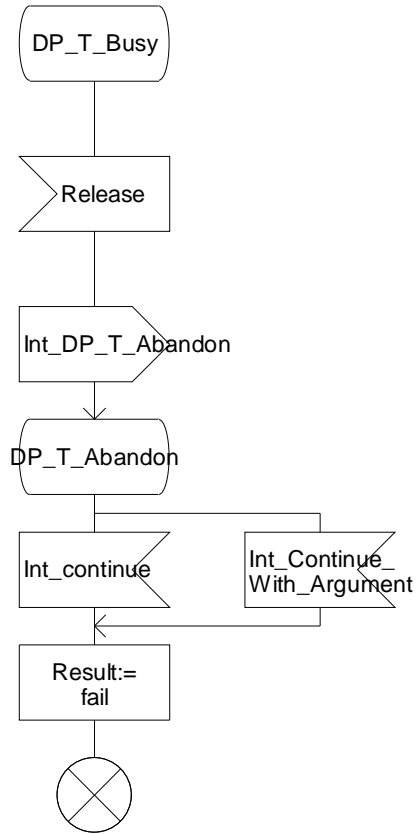 DP_T_Busy
Release
Int_DP_T_Abandon
DP_T_Abandon
Int_continue
Int_Continue_
With_Argument
Result:=
fail